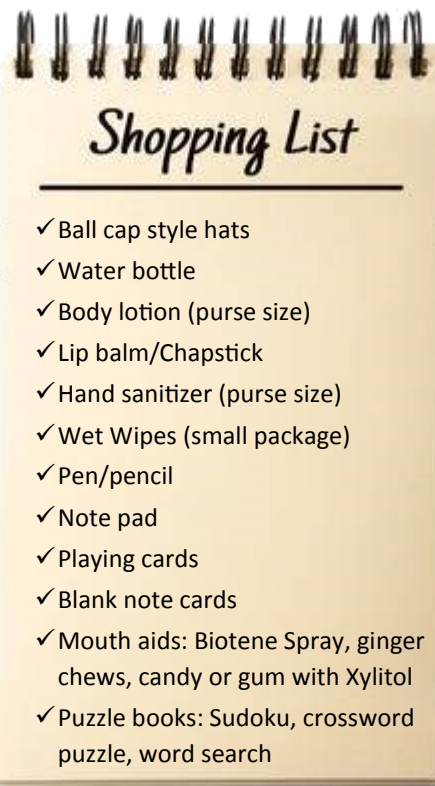 Shopping List
✓Ball cap style hats
✓Water bottle
✓Body lotion (purse size)
✓Lip balm/Chapstick
✓Hand sanitizer (purse size)
✓Wet Wipes (small package)
✓Pen/pencil
✓Note pad
✓Playing cards
✓Blank note cards
✓Mouth aids: Biotene Spray, ginger
chews, candy or gum with Xylitol
✓Puzzle books: Sudoku, crossword
puzzle, word search